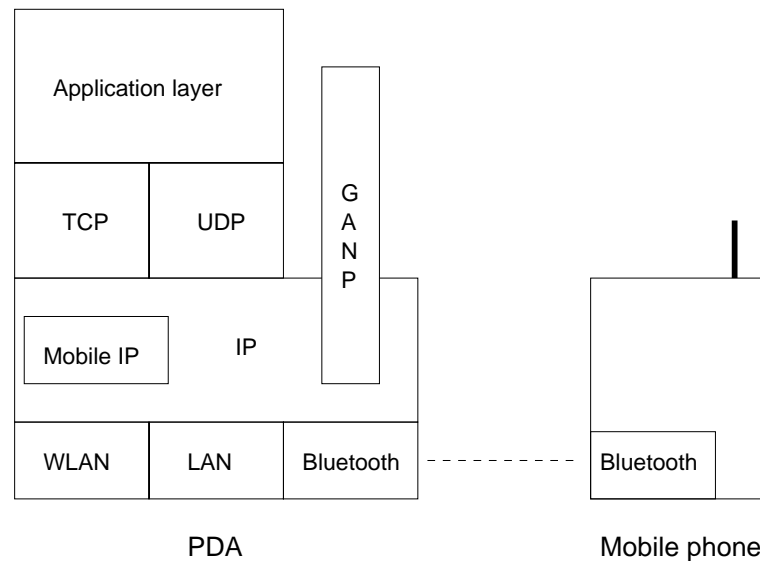 Application layer
TCP
UDP
G
A
N
P
Mobile IP
IP
WLAN
LAN
Bluetooth
Bluetooth
PDA
Mobile phone